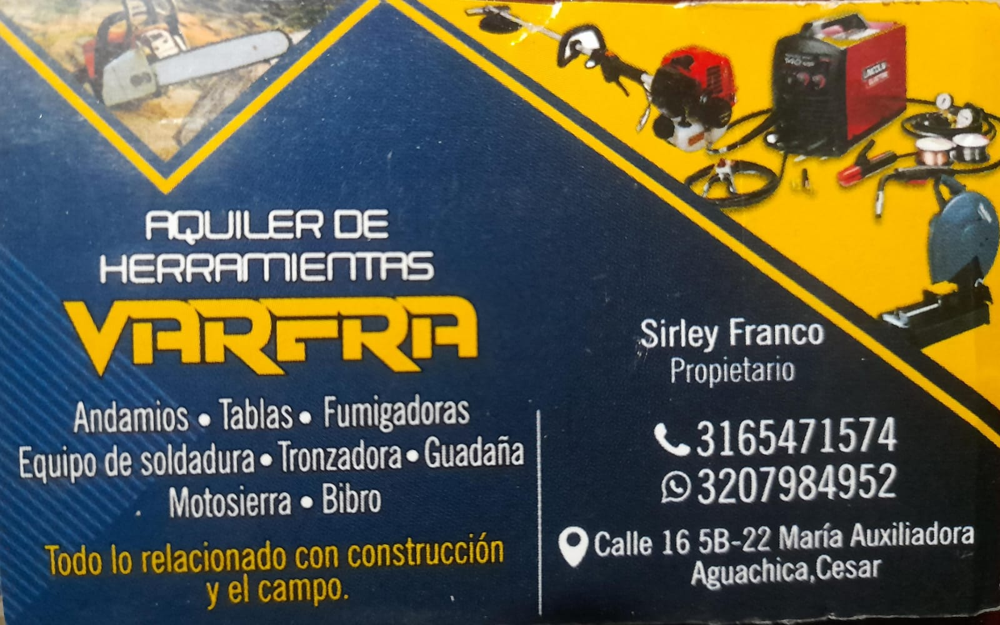 AQUILER DE
HERRAMIENTAS
VARFRA
Andamios • Tablas • Fumigadoras
Equipo de soldadura • Tronzadora • Guadaña
Motosierra • Bibro
Todo lo relacionado con construcción
y el campo.
Sirley Franco
Propietario
3165471574
3207984952
Calle 16 5B-22 María Auxiliadora
Aguachica,Cesar
LINCOLN